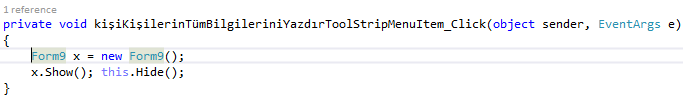 1 reference
private void kişiKişilerinTümBilgileriniYazdırToolStripMenuItem_Click(object sender, EventArgs e)
{
Form9 x = new Form9();
x.Show(); this.Hide();
}